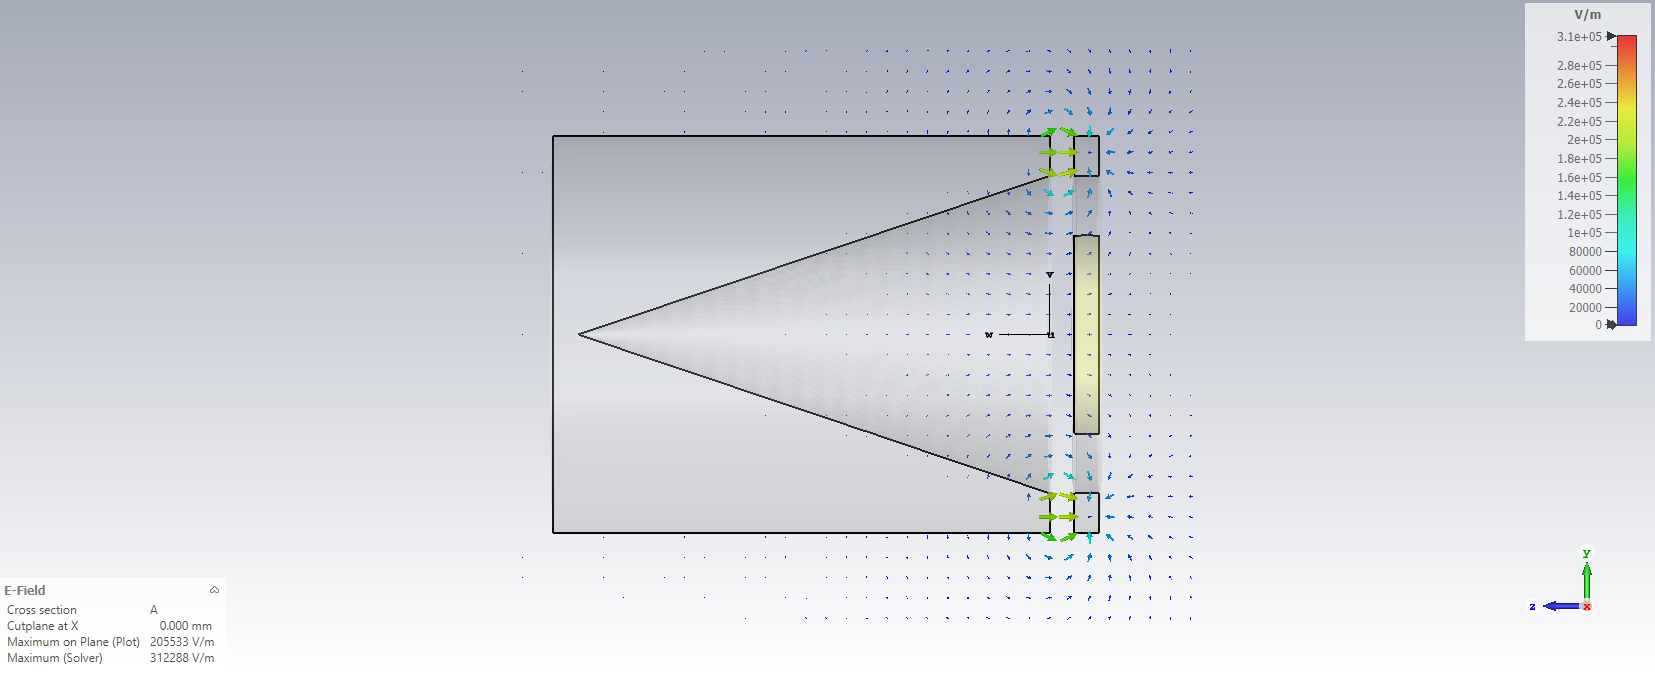 V/m
3.1e+05
2.8e+05
2.6e+05
2.4e+05
2.2e+05
2e+05
1.8e+05
1.6e+05
1.4e+05
1.2e+05
1e+05
80000
60000
40000
20000
0
v
w u
y
z x
E-Field
Cross section A
Cutplane at X 0.000 mm
Maximum on Plane (Plot) 205533 V/m
Maximum (Solver) 312288 V/m